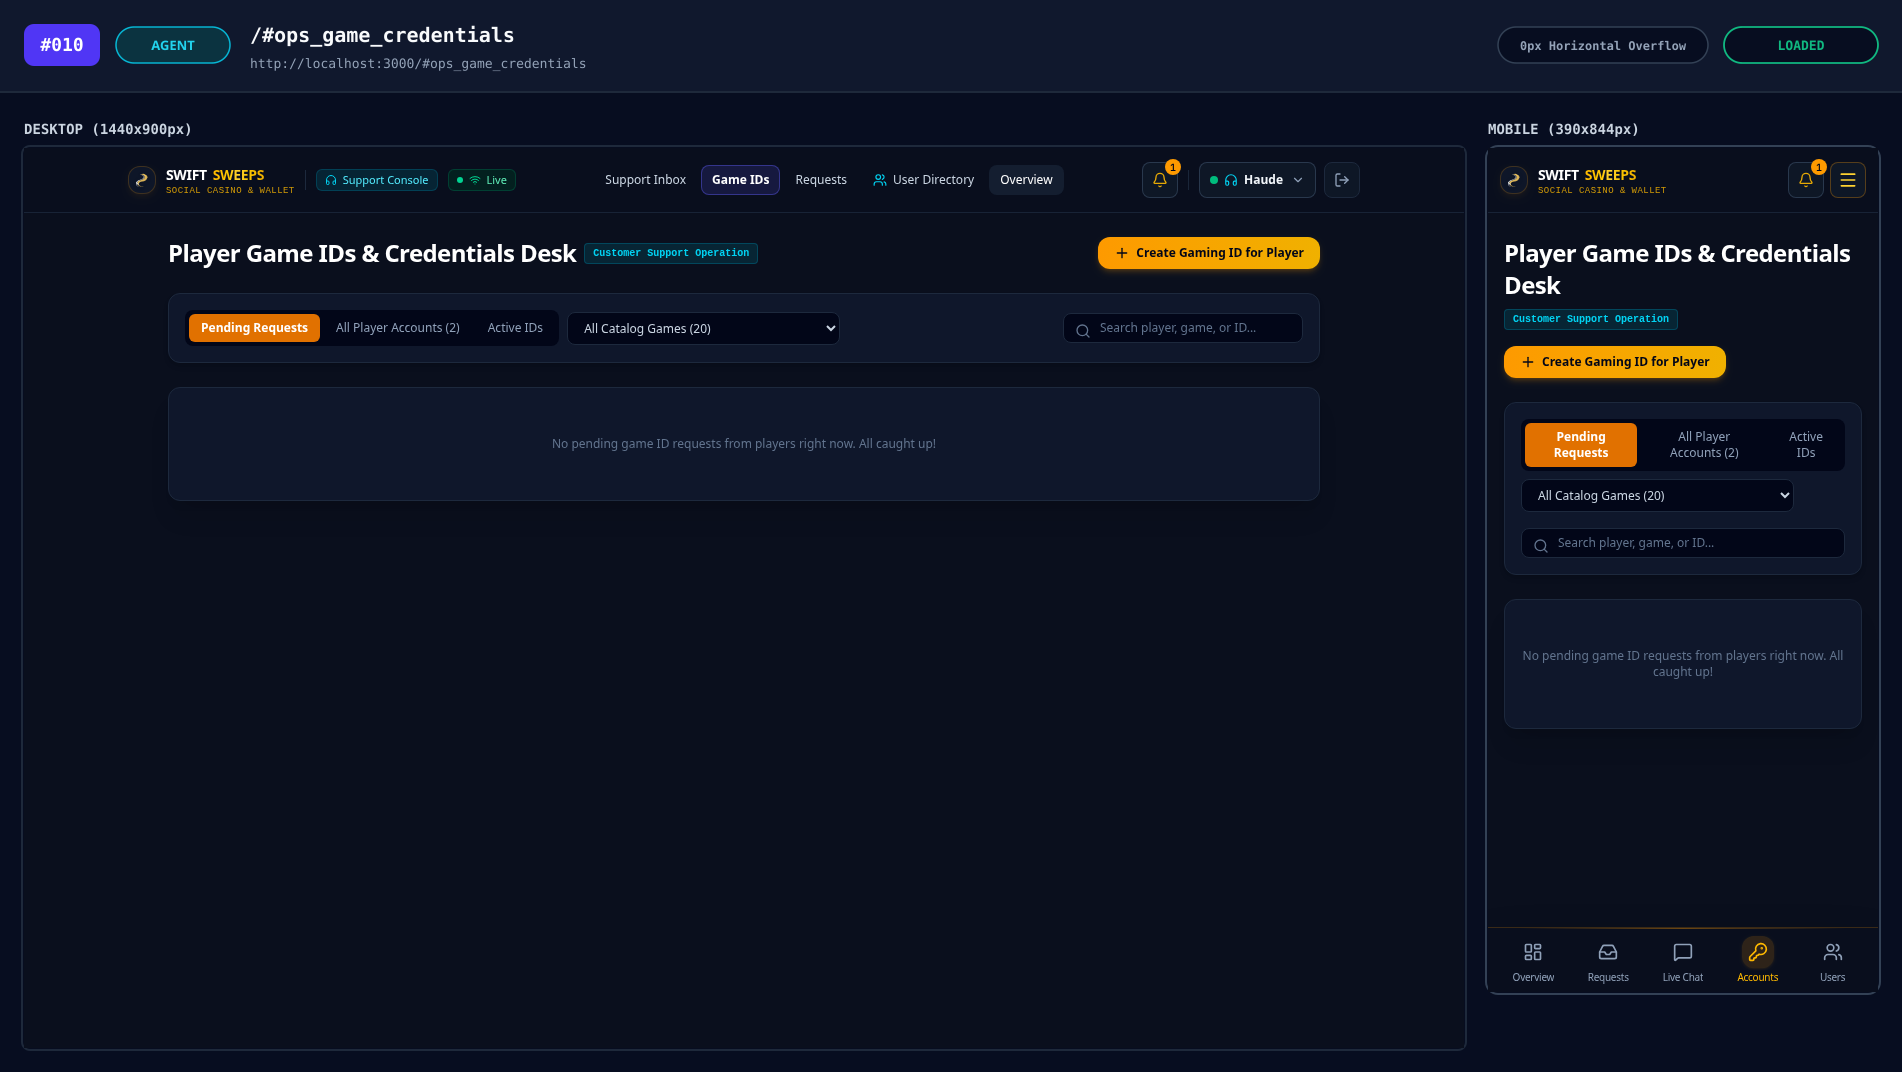 #010
AGENT
/#ops_game_credentials
http://localhost:3000/#ops_game_credentials
0px Horizontal Overflow
LOADED
DESKTOP (1440x900px)
SWIFT SWEEPS
SOCIAL CASINO & WALLET
Support Console
Live
Support Inbox
Game IDs
Requests
User Directory
Overview
1
Haude
Player Game IDs & Credentials Desk
Customer Support Operation
Create Gaming ID for Player
Pending Requests
All Player Accounts (2)
Active IDs
All Catalog Games (20)
Search player, game, or ID...
No pending game ID requests from players right now. All caught up!
MOBILE (390x844px)
SWIFT SWEEPS
SOCIAL CASINO & WALLET
1
Player Game IDs & Credentials
Desk
Customer Support Operation
Create Gaming ID for Player
Pending
Requests
All Player
Accounts (2)
Active
IDs
All Catalog Games (20)
Search player, game, or ID...
No pending game ID requests from players right now. All
caught up!
Overview
Requests
Live Chat
Accounts
Users